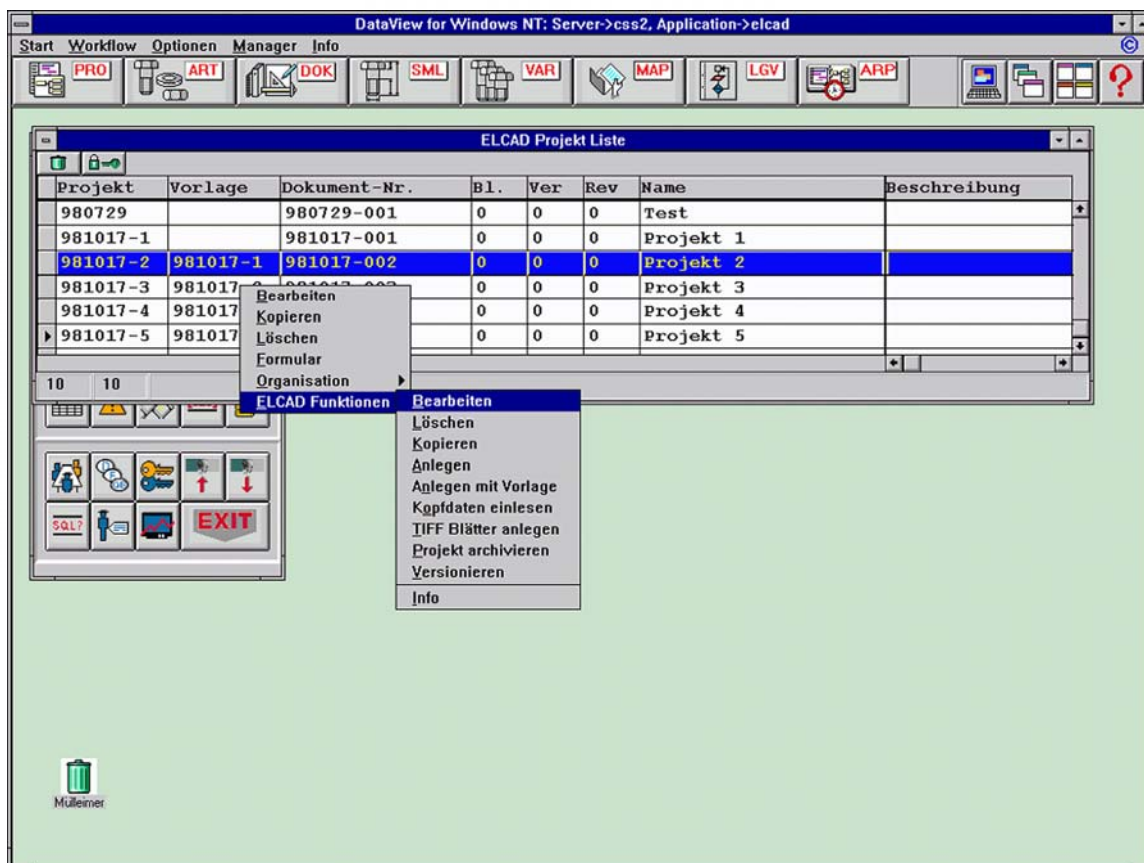 DataView for Windows NT: Server->css2, Application->elcad
Start Workflow Optionen Manager Info ©
PRO ART DOK SML VAR MAP LGV ARP ?
ELCAD Projekt Liste
Projekt Vorlage Dokument-Nr. Bl. Ver Rev Name Beschreibung
980729 980729-001 0 0 0 Test
981017-1 981017-001 0 0 0 Projekt 1
981017-2 981017-1 981017-002 0 0 0 Projekt 2
981017-3 981017 0 0 0 Projekt 3
981017-4 981017 0 0 0 Projekt 4
981017-5 981017 0 0 0 Projekt 5
10 10
Bearbeiten
Kopieren
Löschen
Formular
Organisation
ELCAD Funktionen
Bearbeiten
Löschen
Kopieren
Anlegen
Anlegen mit Vorlage
Kopfdaten einlesen
TIFF Blätter anlegen
Projekt archivieren
Versionieren
Info
SQL? EXIT
Mülleimer